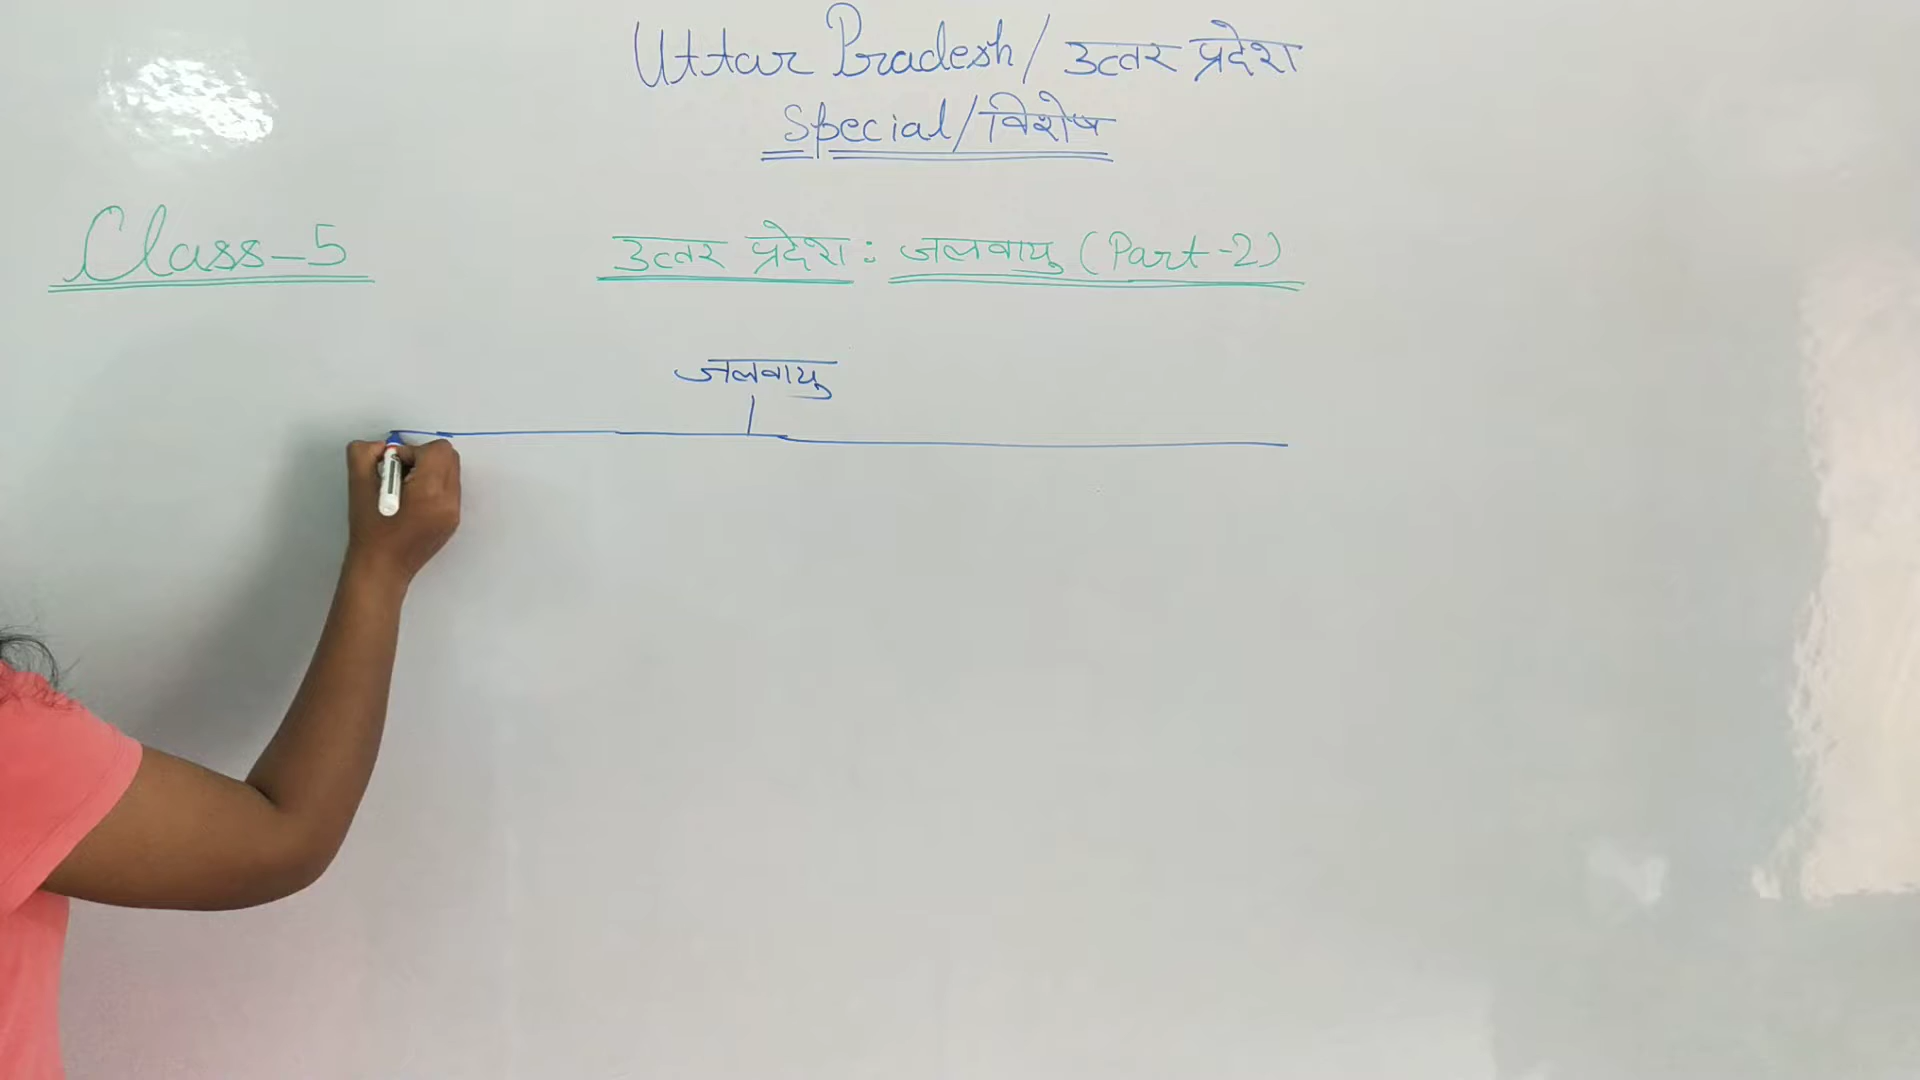 Uttar Pradesh / उत्तर प्रदेश
Special / विशेष
Class-5
उत्तर प्रदेश : जलवायु (Part-2)
जलवायु